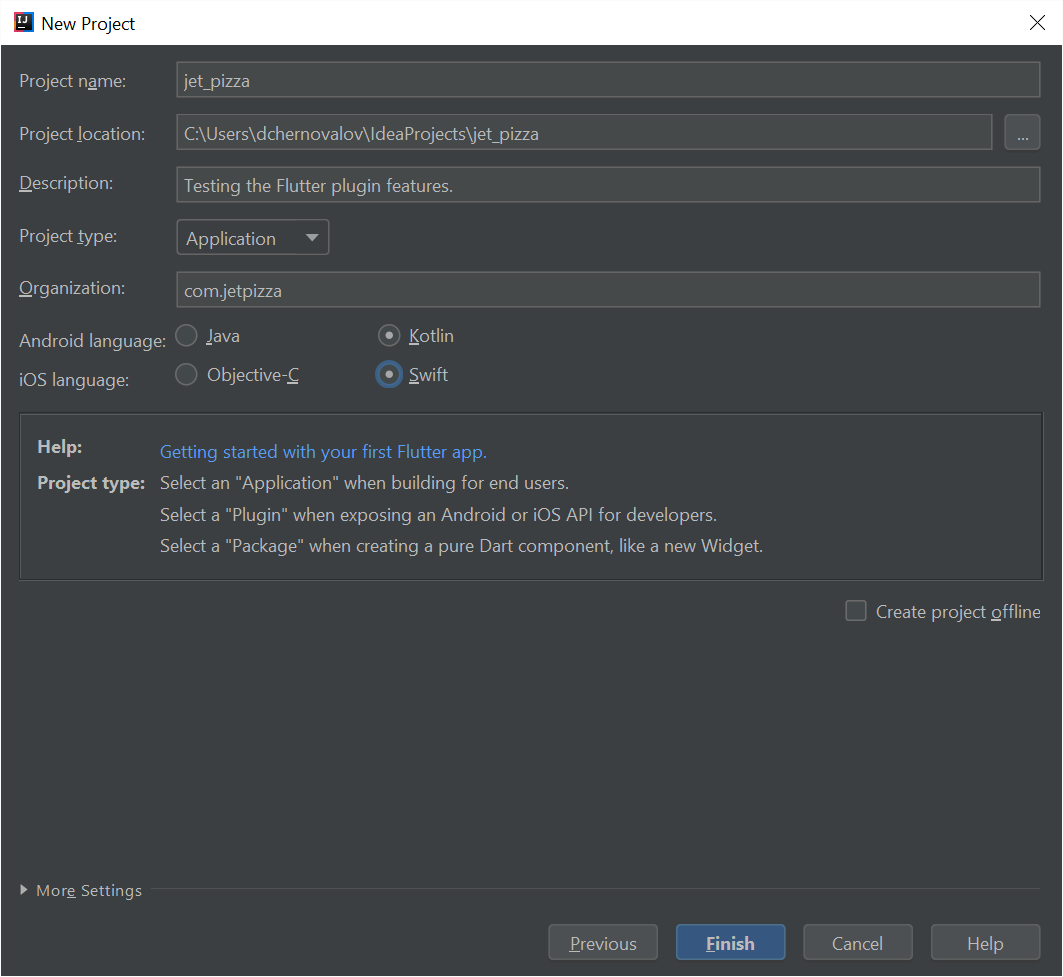 New Project
Project name: jet_pizza
Project location: C:\Users\dchernovalov\IdeaProjects\jet_pizza ...
Description: Testing the Flutter plugin features.
Project type: Application
Organization: com.jetpizza
Android language: Java Kotlin
iOS language: Objective-C Swift
Help: Getting started with your first Flutter app.
Project type: Select an "Application" when building for end users.
Select a "Plugin" when exposing an Android or iOS API for developers.
Select a "Package" when creating a pure Dart component, like a new Widget.
Create project offline
More Settings
Previous Finish Cancel Help